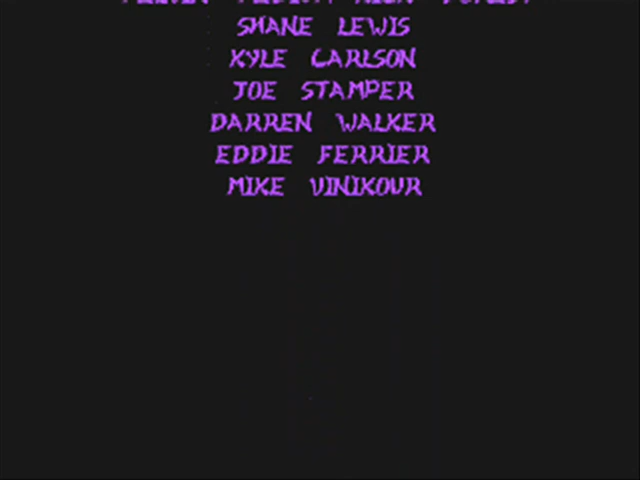 SHANE LEWIS
KYLE CARLSON
JOE STAMPER
DARREN WALKER
EDDIE FERRIER
MIKE VINIKOUR